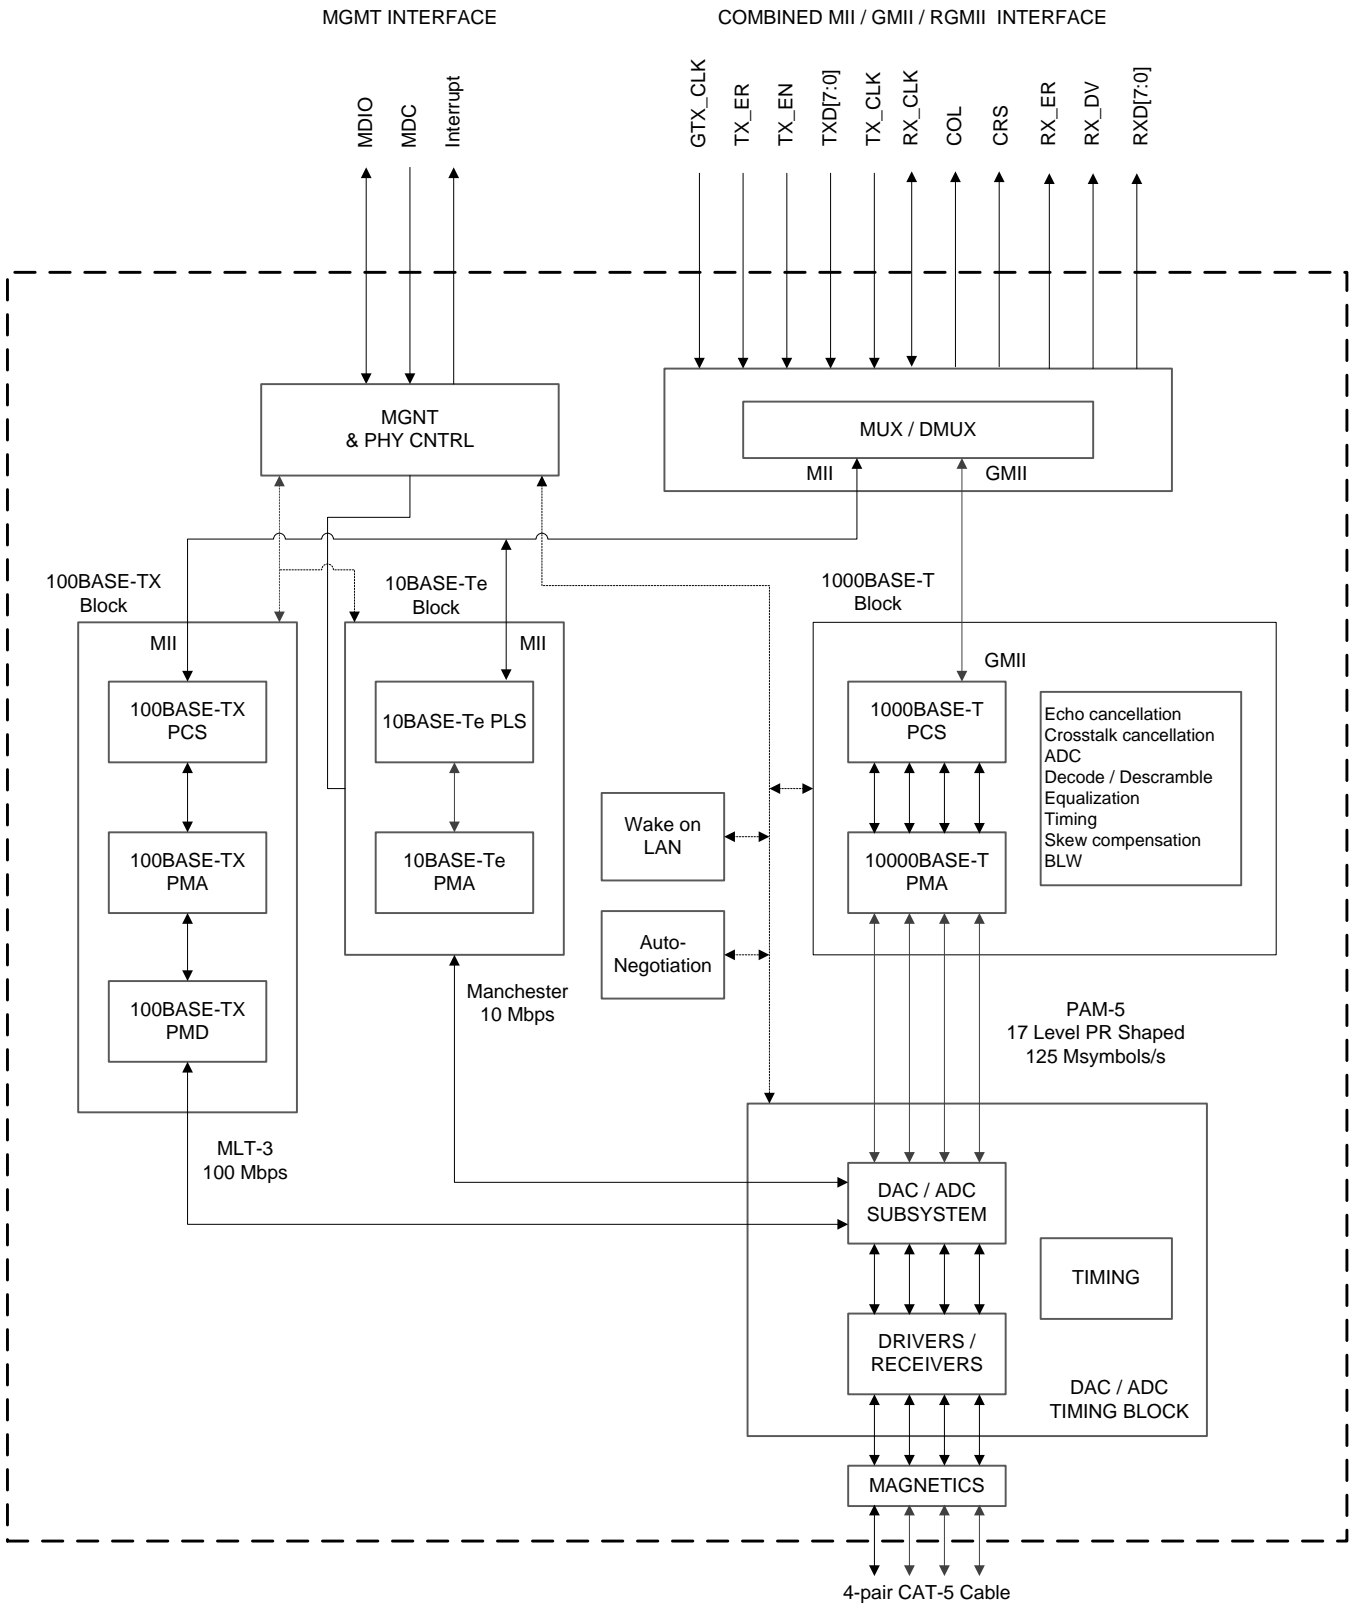 MGMT INTERFACE
COMBINED MII / GMII / RGMII INTERFACE
MDIO
MDC
Interrupt
GTX_CLK
TX_ER
TX_EN
TXD[7:0]
TX_CLK
RX_CLK
COL
CRS
RX_ER
RX_DV
RXD[7:0]
MGNT
& PHY CNTRL
MUX / DMUX
MII
GMII
100BASE-TX
Block
10BASE-Te
Block
1000BASE-T
Block
MII
MII
GMII
100BASE-TX
PCS
10BASE-Te PLS
1000BASE-T
PCS
Echo cancellation
Crosstalk cancellation
ADC
Decode / Descramble
Equalization
Timing
Skew compensation
BLW
Wake on
LAN
100BASE-TX
PMA
10BASE-Te
PMA
10000BASE-T
PMA
Auto-
Negotiation
100BASE-TX
PMD
Manchester
10 Mbps
PAM-5
17 Level PR Shaped
125 Msymbols/s
MLT-3
100 Mbps
DAC / ADC
SUBSYSTEM
TIMING
DRIVERS /
RECEIVERS
DAC / ADC
TIMING BLOCK
MAGNETICS
4-pair CAT-5 Cable